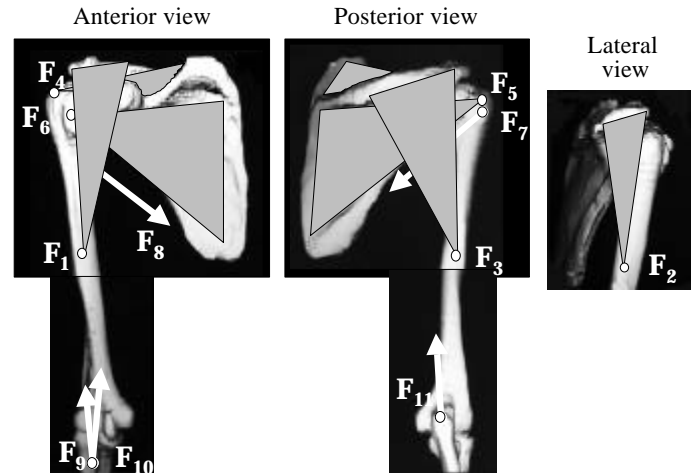 Anterior view
Posterior view
Lateral
view
F4
F6
F1
F8
F9
F10
F5
F7
F3
F11
F2